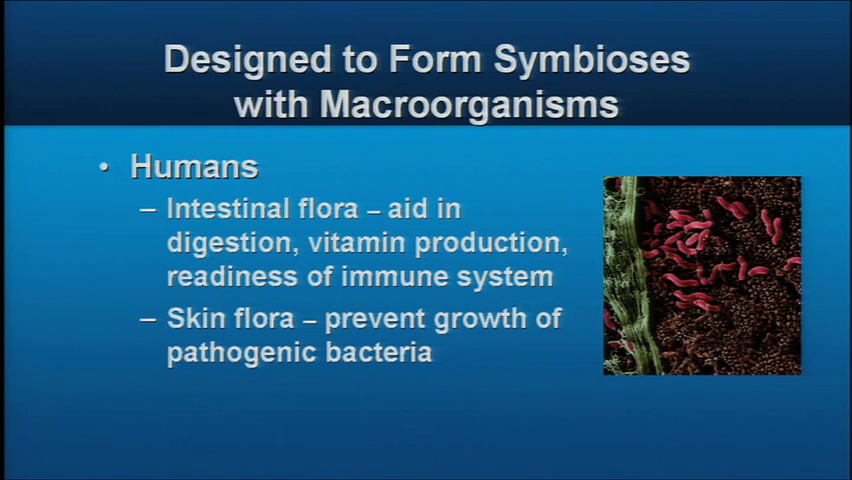 Designed to Form Symbioses
with Macroorganisms
• Humans
– Intestinal flora – aid in
digestion, vitamin production,
readiness of immune system
– Skin flora – prevent growth of
pathogenic bacteria